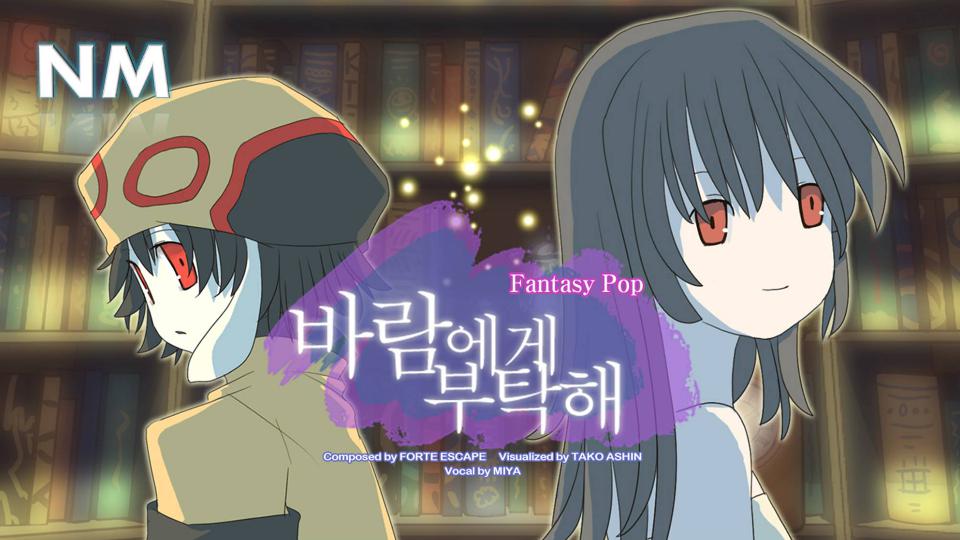 NM
Fantasy Pop
바람에게
부탁해
Composed by FORTE ESCAPE Visualized by TAKO ASHIN
Vocal by MIYA